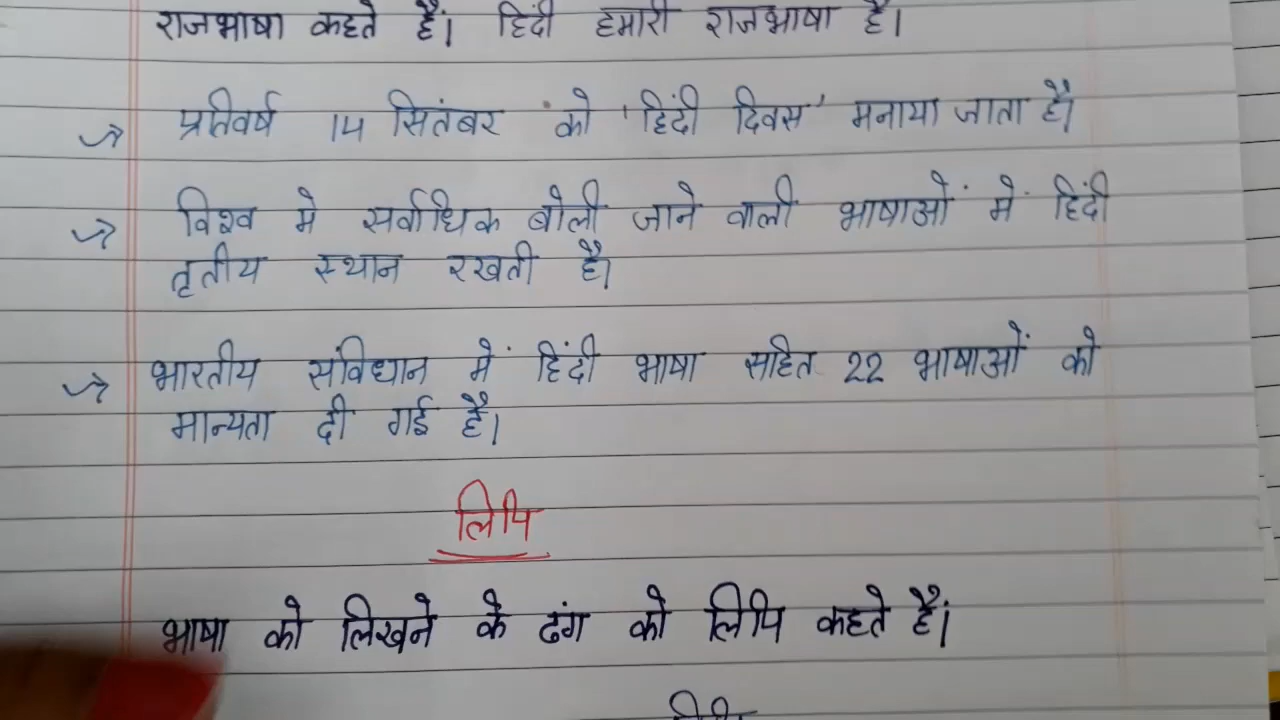 राजभाषा कहते हैं। हिंदी हमारी राजभाषा है।
प्रतिवर्ष 14 सितंबर को 'हिंदी दिवस' मनाया जाता है।
विश्व मे सर्वाधिक बोली जाने वाली भाषाओं में हिंदी
तृतीय स्थान रखती है।
भारतीय संविधान में हिंदी भाषा सहित 22 भाषाओं को
मान्यता दी गई है।
लिपि
भाषा को लिखने के ढंग को लिपि कहते हैं।